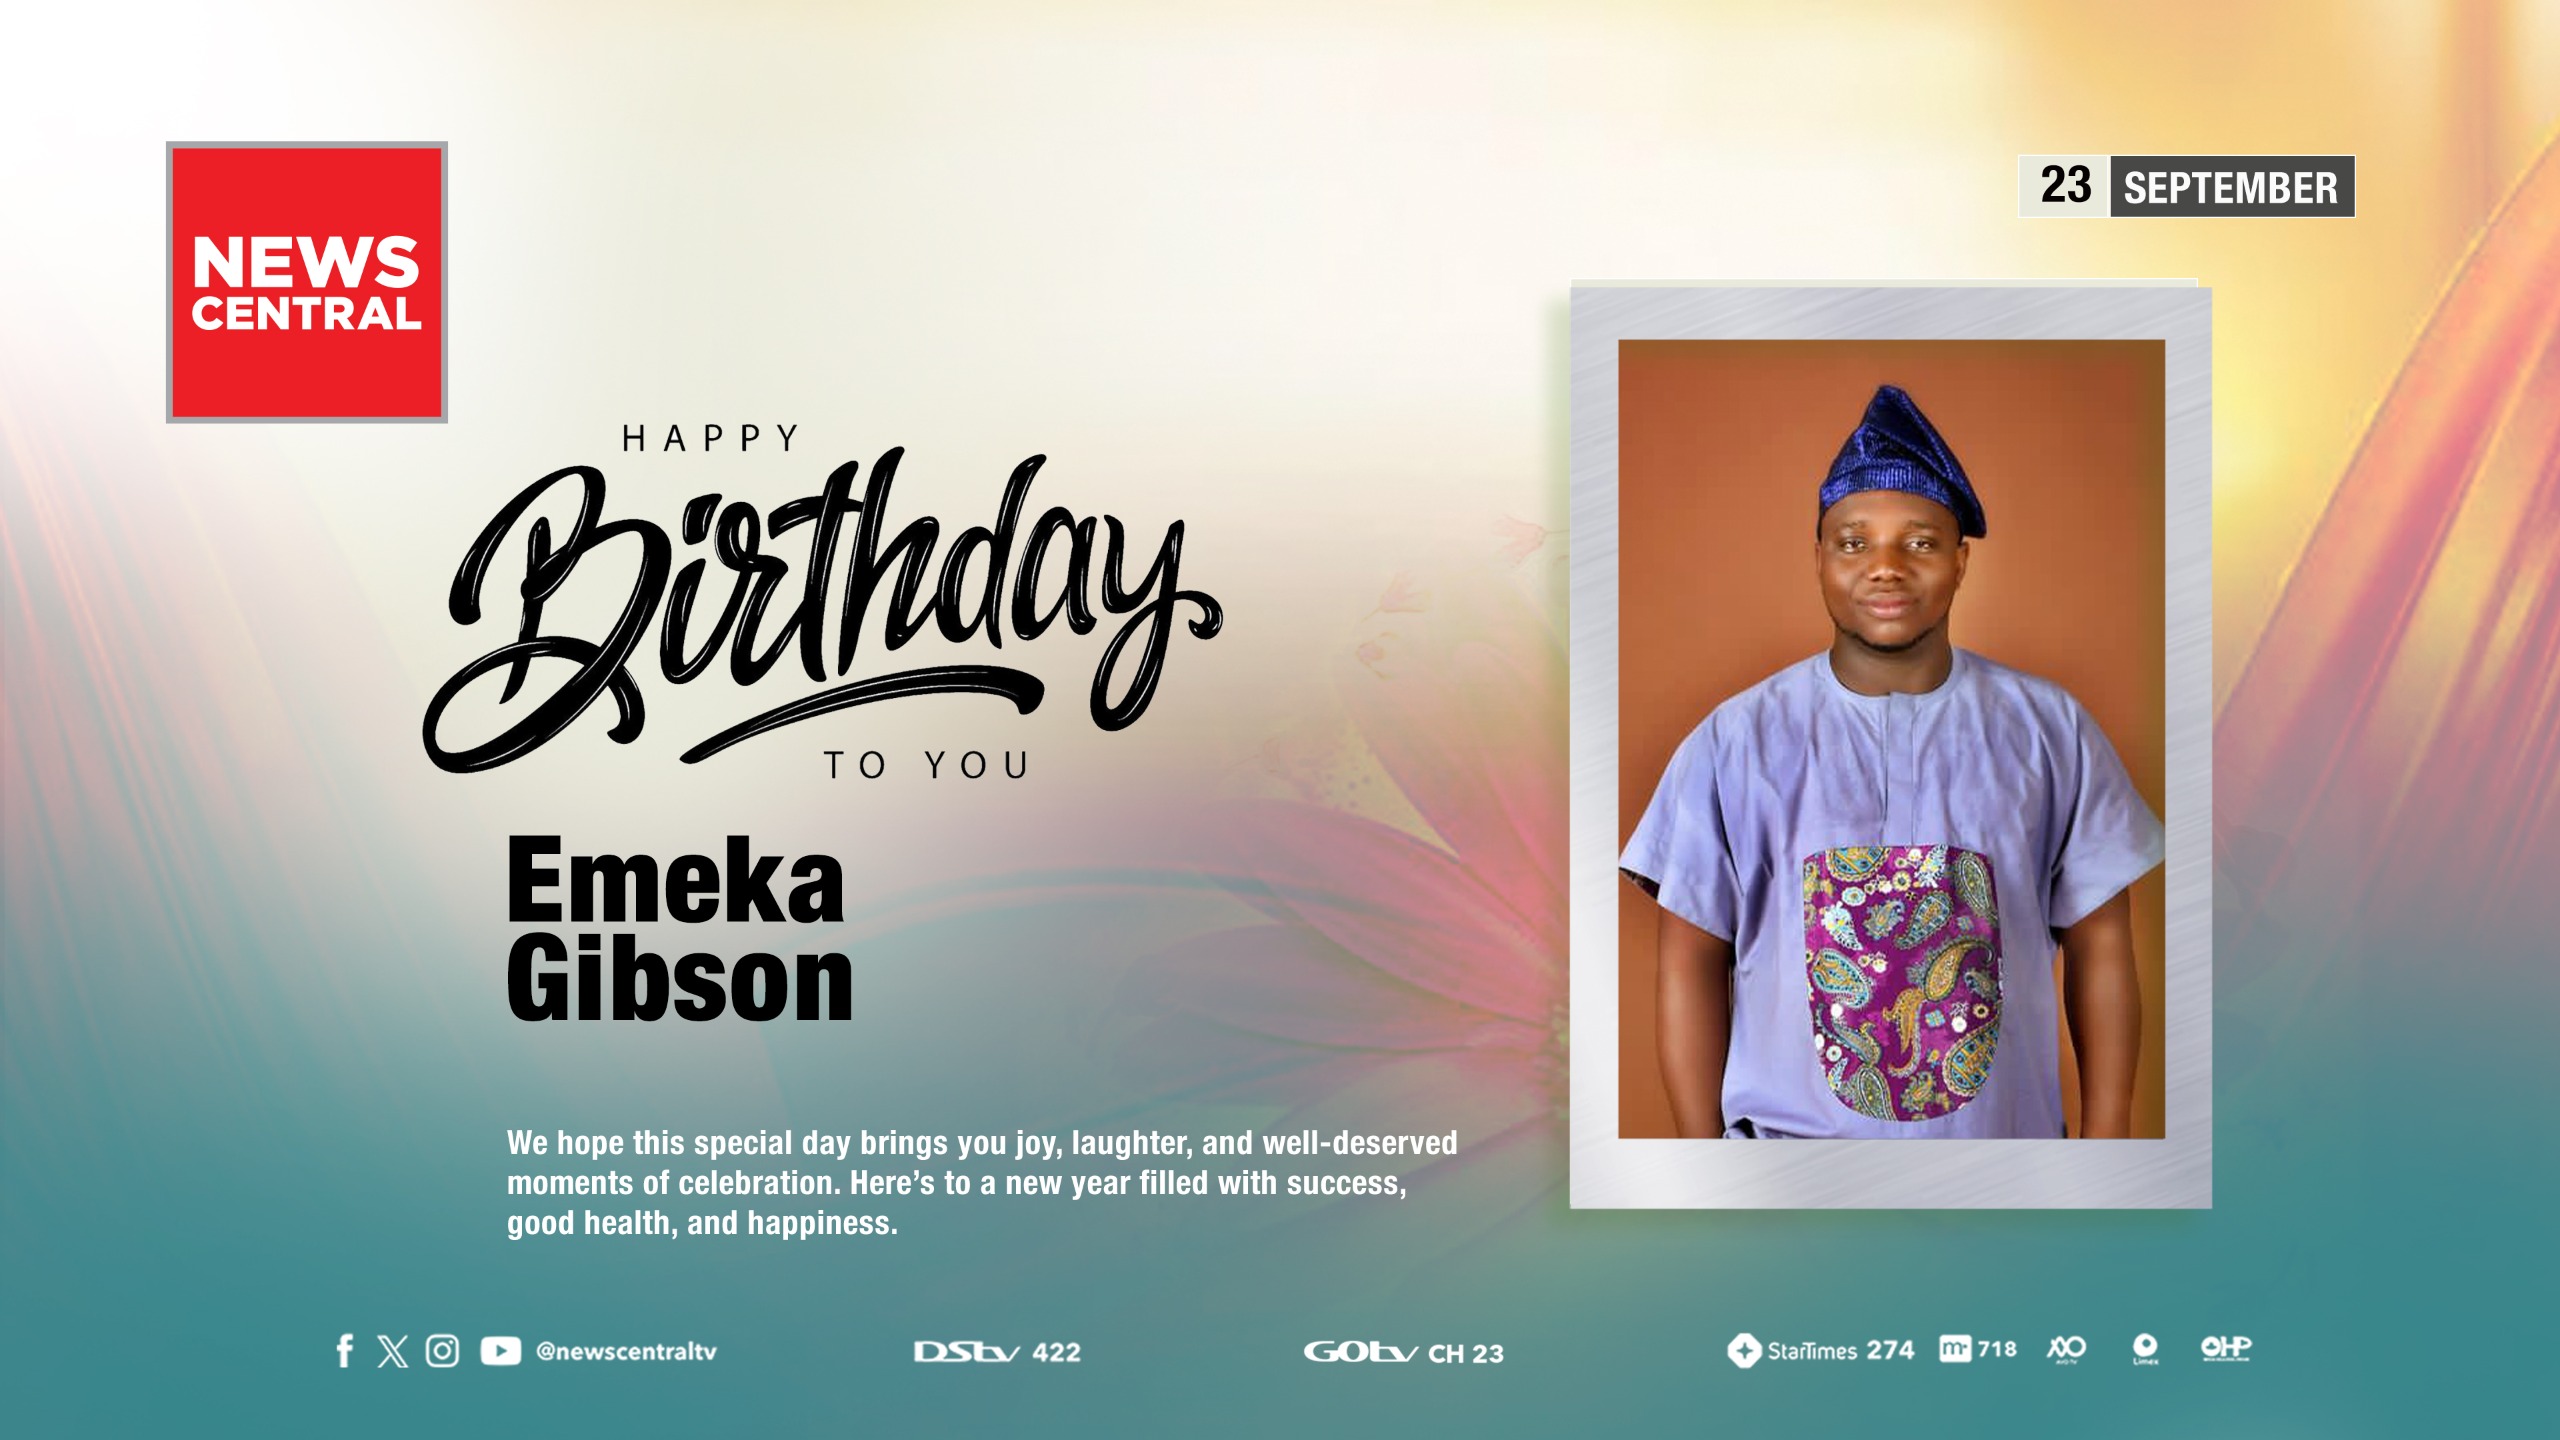 NEWS
CENTRAL
23 SEPTEMBER
HAPPY
Birthday
TO YOU
Emeka
Gibson
We hope this special day brings you joy, laughter, and well-deserved
moments of celebration. Here’s to a new year filled with success,
good health, and happiness.
@newscentraltv DStv 422 GOtv CH 23 StarTimes 274 718 Limex OHP